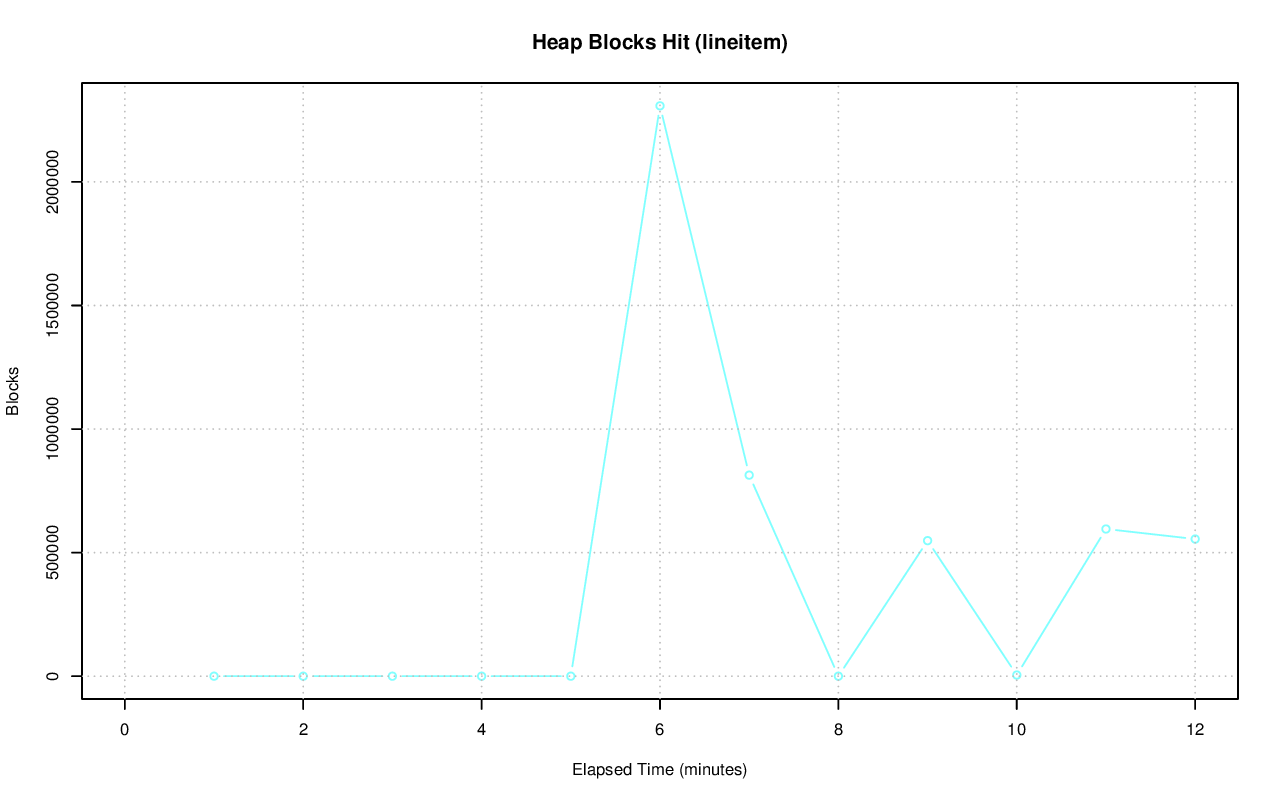 Heap Blocks Hit (lineitem)
Blocks
2000000
1500000
1000000
500000
0
0 2 4 6 8 10 12
Elapsed Time (minutes)